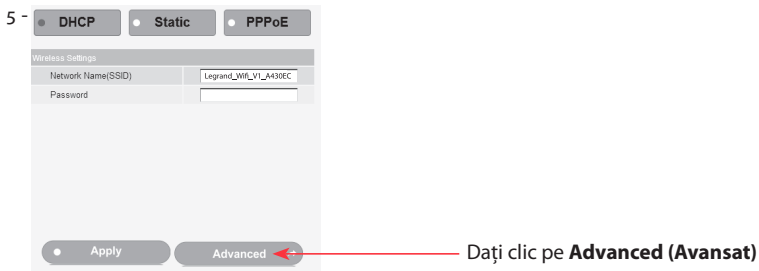 5 - DHCP Static PPPoE
Wireless Settings
Network Name(SSID) Legrand_Wifi_V1_A430EC
Password
Apply Advanced Dați clic pe Advanced (Avansat)